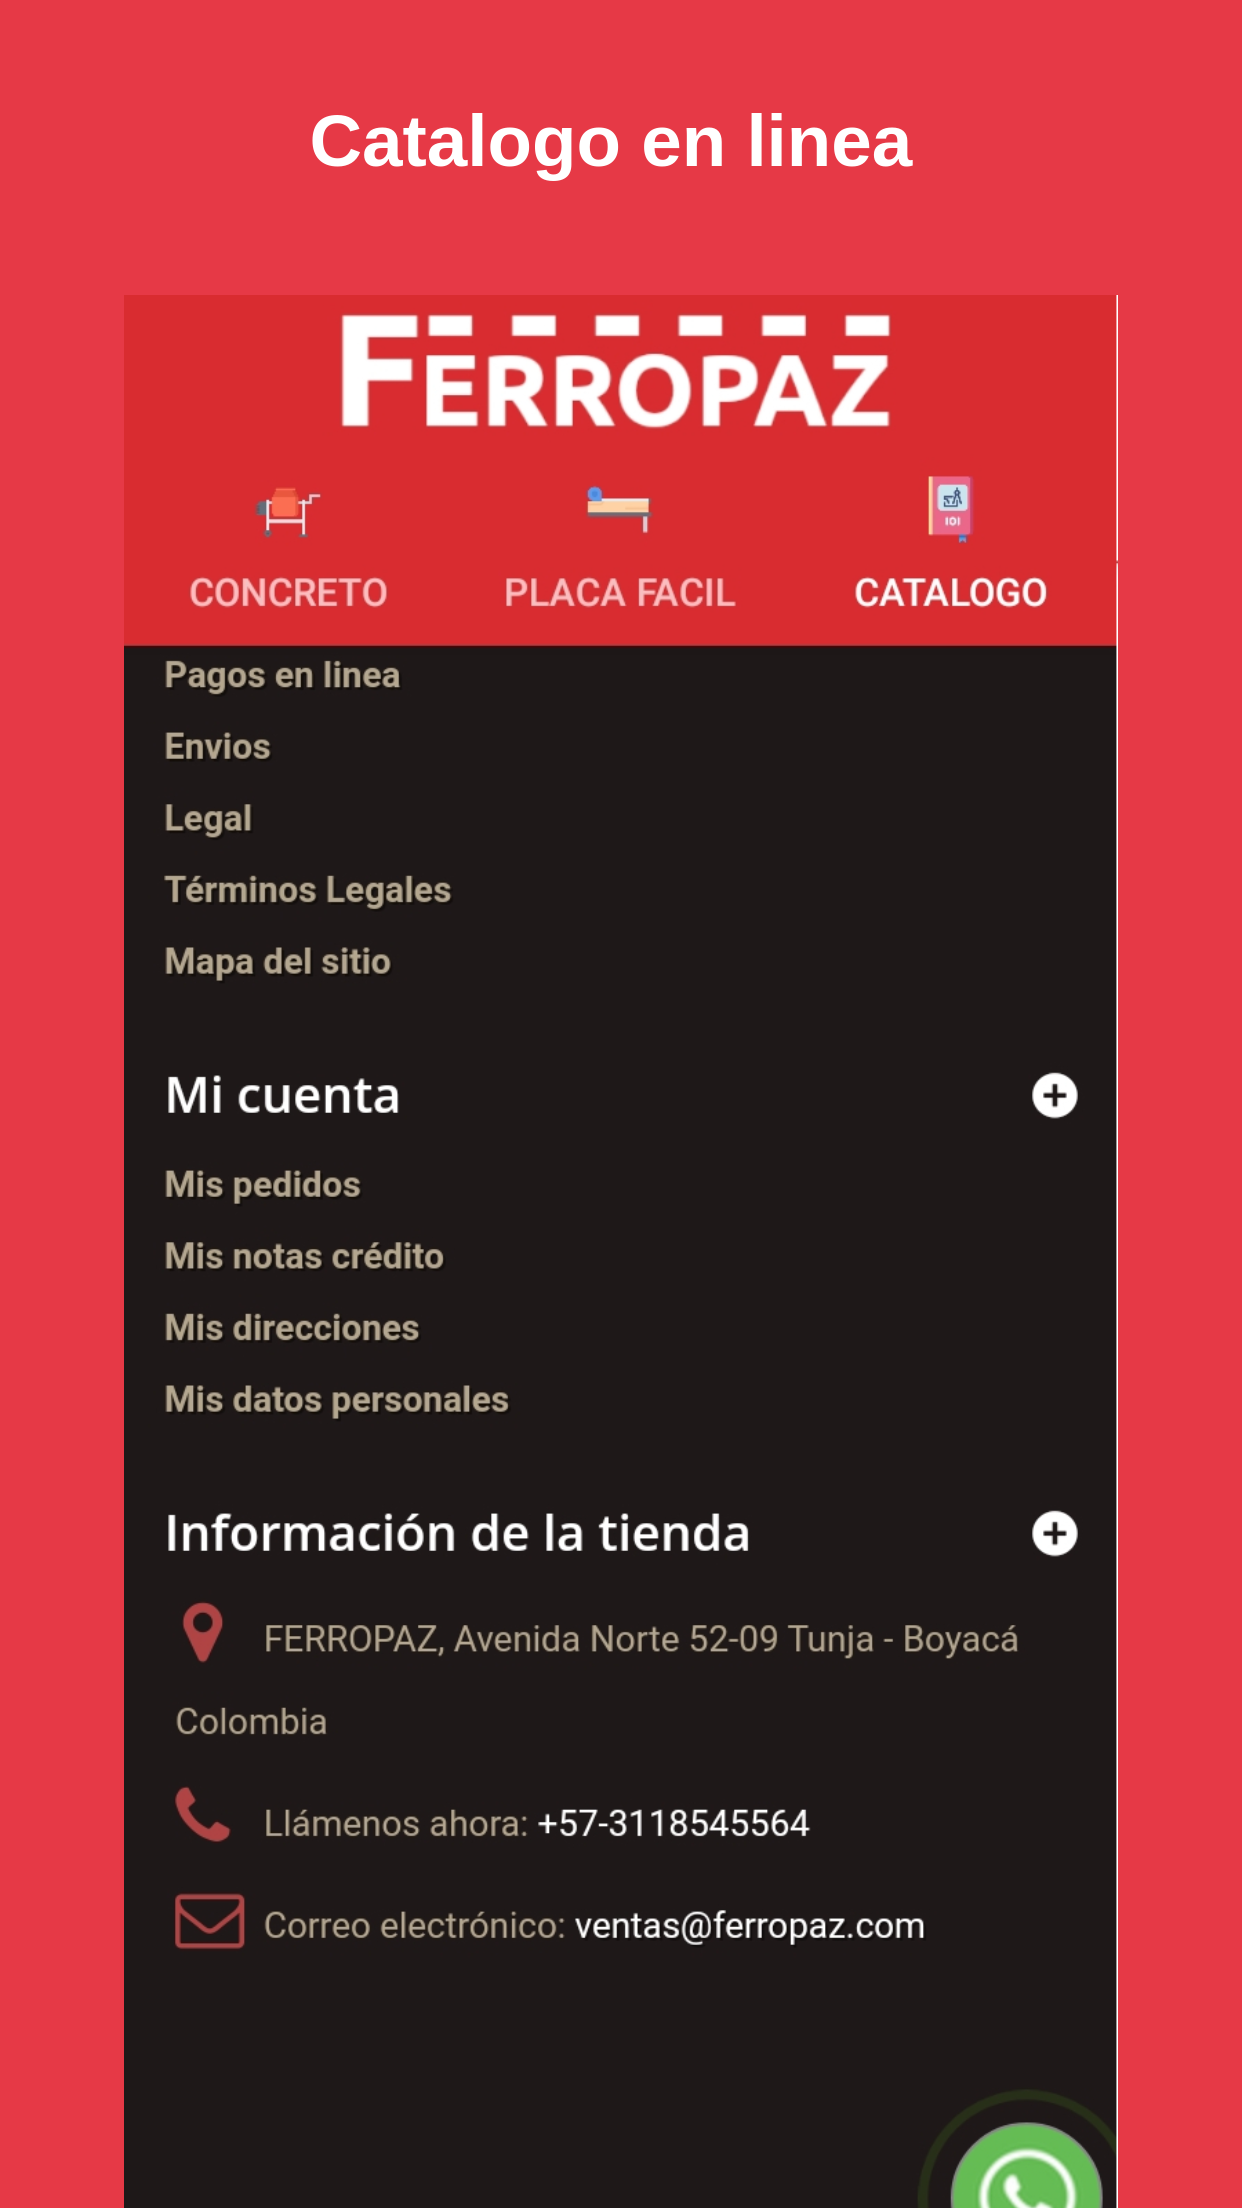 Catalogo en linea
FERROPAZ
CONCRETO PLACA FACIL CATALOGO
Pagos en linea
Envios
Legal
Términos Legales
Mapa del sitio
Mi cuenta
Mis pedidos
Mis notas crédito
Mis direcciones
Mis datos personales
Información de la tienda
FERROPAZ, Avenida Norte 52-09 Tunja - Boyacá
Colombia
Llámenos ahora: +57-3118545564
Correo electrónico: ventas@ferropaz.com